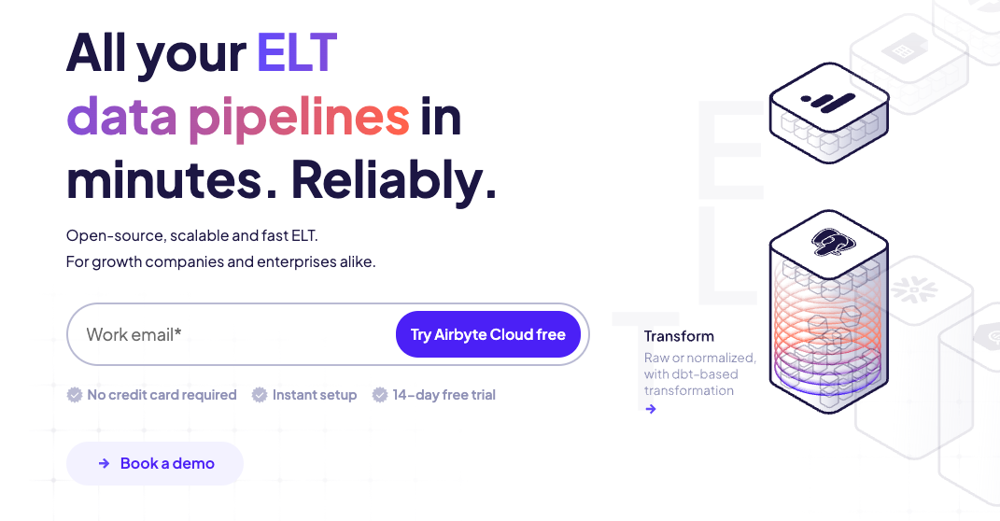 All your ELT
data pipelines in
minutes. Reliably.
Open-source, scalable and fast ELT.
For growth companies and enterprises alike.
Work email*
Try Airbyte Cloud free
No credit card required
Instant setup
14-day free trial
Book a demo
E
L
T
Transform
Raw or normalized,
with dbt-based
transformation